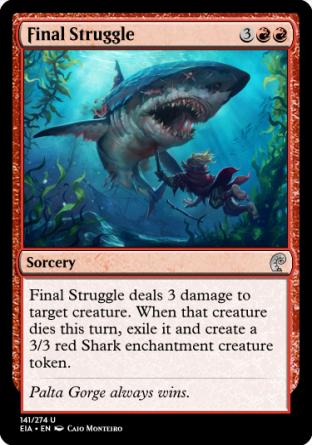 Final Struggle 3
Sorcery
Final Struggle deals 3 damage to
target creature. When that creature
dies this turn, exile it and create a
3/3 red Shark enchantment creature
token.
Palta Gorge always wins.
141/274 U
EIA • EN Caio Monteiro